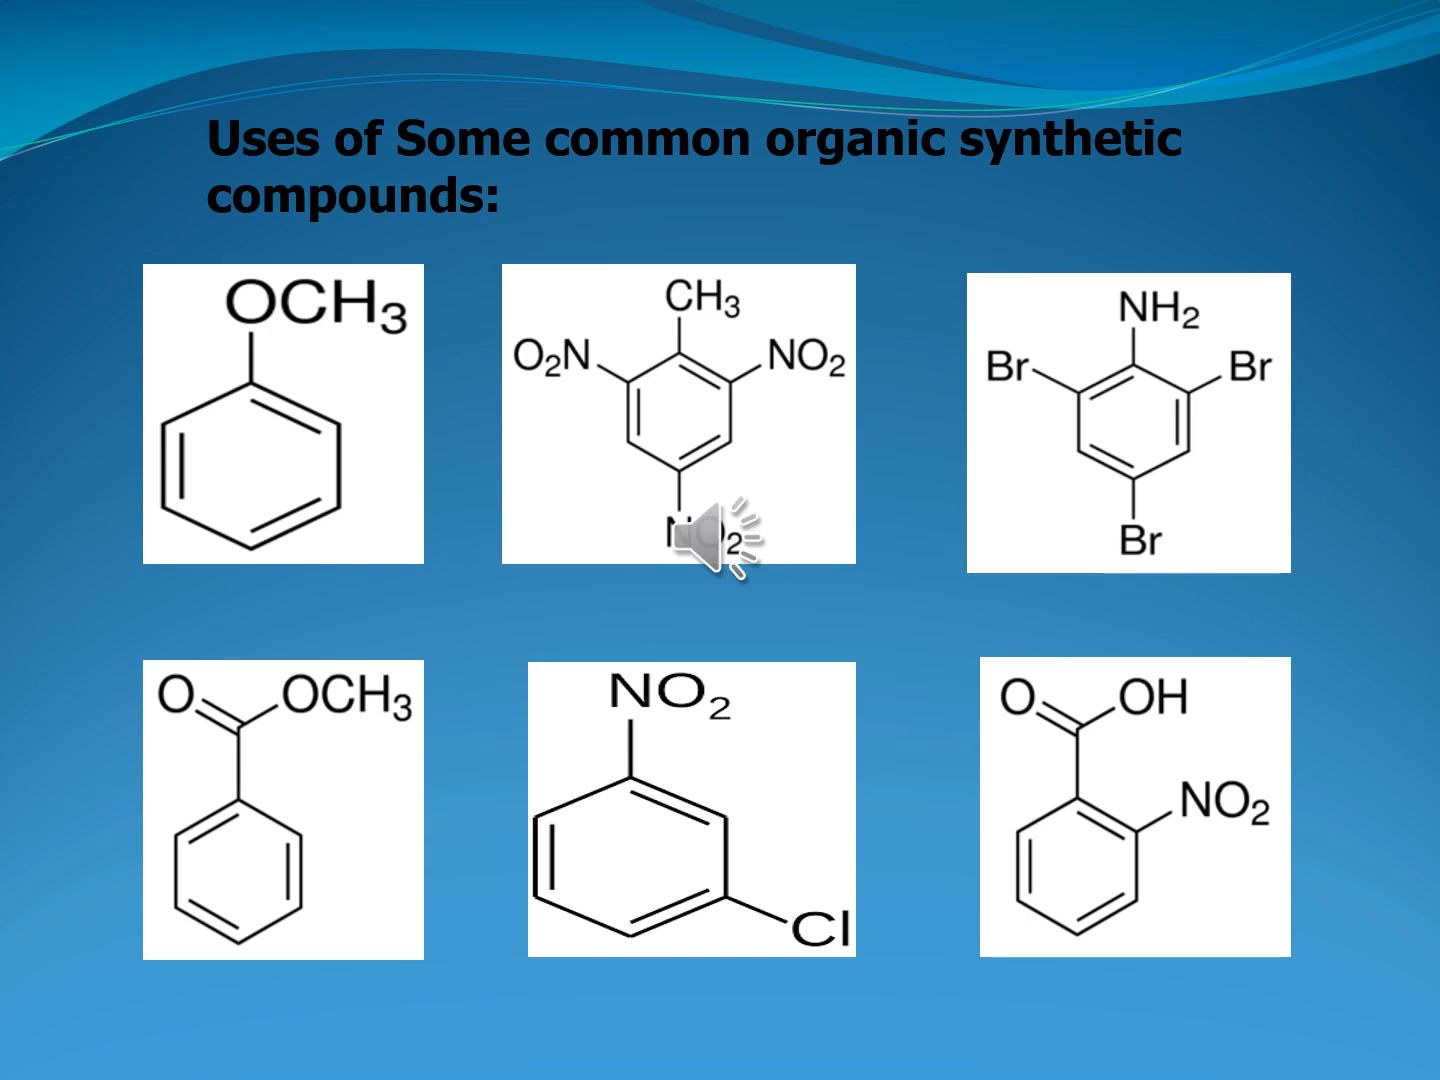 Uses of Some common organic synthetic
compounds:
OCH3
CH3
O2N
NO2
NO2
NH2
Br
Br
Br
O
OCH3
NO2
Cl
O
OH
NO2